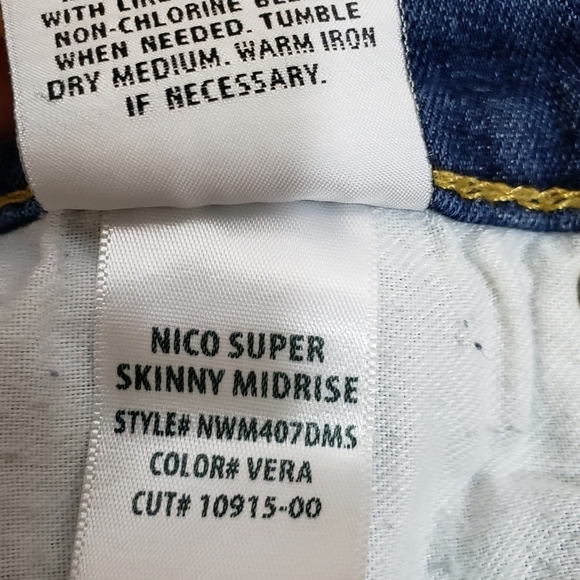 WITH
NON-CHLORINE
WHEN NEEDED. TUMBLE
DRY MEDIUM. WARM IRON
IF NECESSARY.
NICO SUPER
SKINNY MIDRISE
STYLE# NWM407DMS
COLOR# VERA
CUT# 10915-00